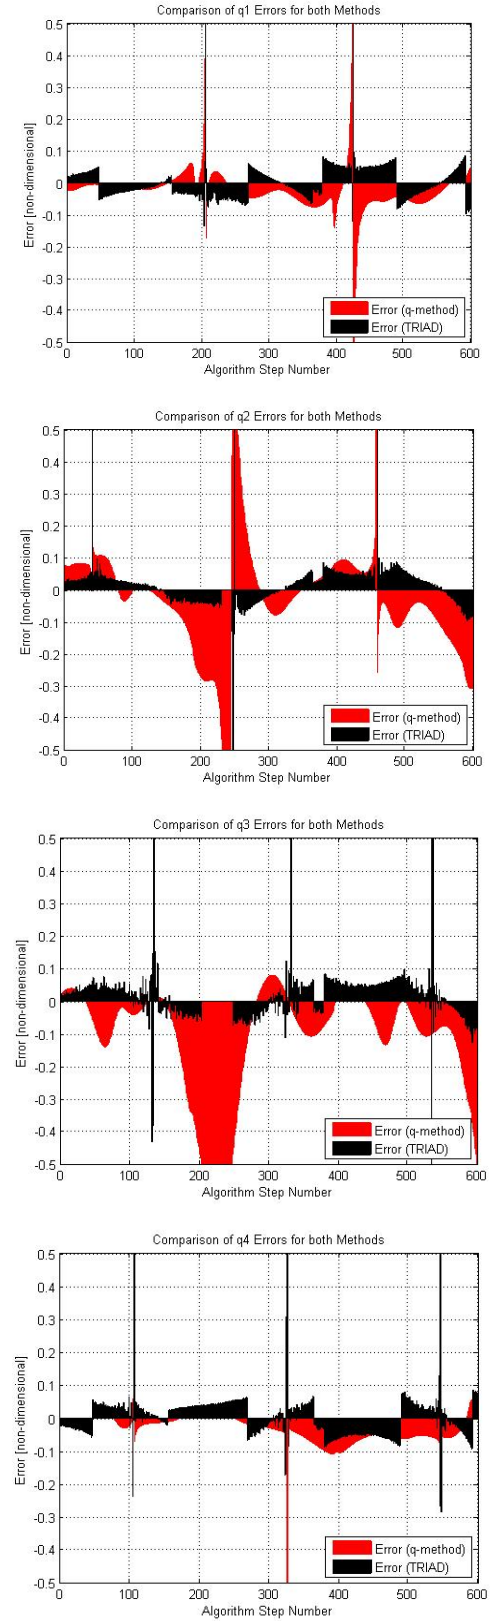 Comparison of q1 Errors for both Methods
0.5
0.4
0.3
0.2
0.1
0
-0.1
-0.2
-0.3
-0.4
-0.5
Error [non-dimensional]
Error (q-method)
Error (TRIAD)
0 100 200 300 400 500 600
Algorithm Step Number
Comparison of q2 Errors for both Methods
0.5
0.4
0.3
0.2
0.1
0
-0.1
-0.2
-0.3
-0.4
-0.5
Error [non-dimensional]
Error (q-method)
Error (TRIAD)
0 100 200 300 400 500 600
Algorithm Step Number
Comparison of q3 Errors for both Methods
0.5
0.4
0.3
0.2
0.1
0
-0.1
-0.2
-0.3
-0.4
-0.5
Error [non-dimensional]
Error (q-method)
Error (TRIAD)
0 100 200 300 400 500 600
Algorithm Step Number
Comparison of q4 Errors for both Methods
0.5
0.4
0.3
0.2
0.1
0
-0.1
-0.2
-0.3
-0.4
-0.5
Error [non-dimensional]
Error (q-method)
Error (TRIAD)
0 100 200 300 400 500 600
Algorithm Step Number